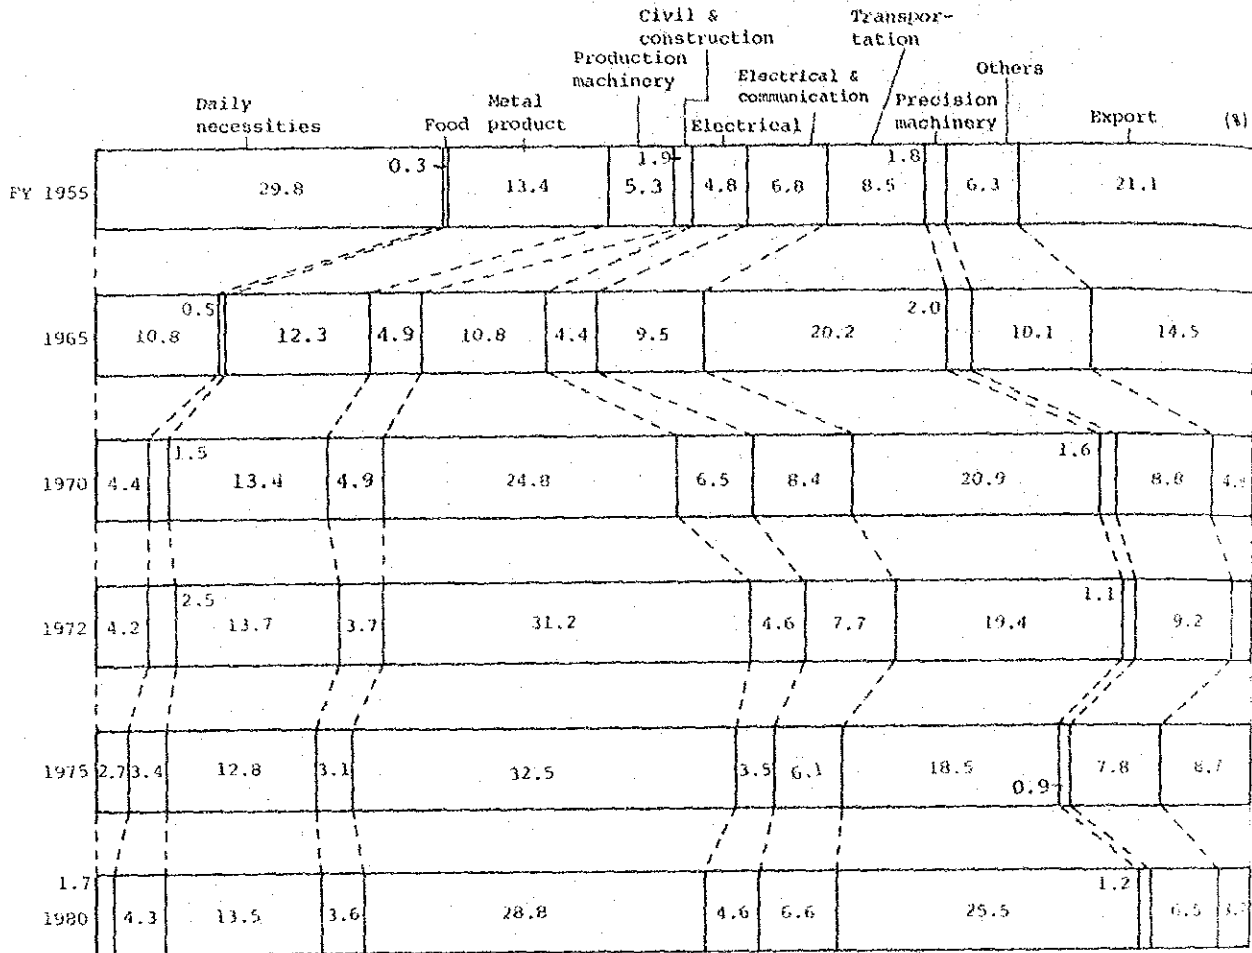 Civil &
construction
Transpor-
tation
Production
machinery
Electrical &
communication
Others
Daily
necessities
Food
Metal
product
Electrical
Precision
machinery
Export
(%)
FY 1955 29.8 0.3 13.4 5.3 1.9 4.8 6.8 8.5 1.8 6.3 21.1
1965 10.8 0.5 12.3 4.9 10.8 4.4 9.5 20.2 2.0 10.1 14.5
1970 4.4 1.5 13.4 4.9 24.8 6.5 8.4 20.9 1.6 8.8
1972 4.2 2.5 13.7 3.7 31.2 4.6 7.7 19.4 1.1 9.2
1975 2.7 3.4 12.8 3.1 32.5 3.5 6.1 18.5 0.9 7.8 8.7
1980 1.7 4.3 13.5 3.6 28.8 4.6 6.6 25.5 1.2 6.5